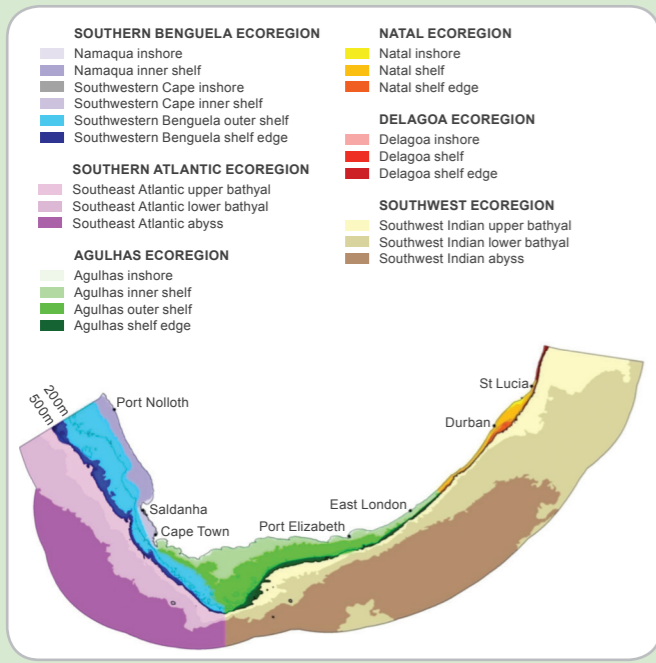 SOUTHERN BENGUELA ECOREGION
Namaqua inshore
Namaqua inner shelf
Southwestern Cape inshore
Southwestern Cape inner shelf
Southwestern Benguela outer shelf
Southwestern Benguela shelf edge
SOUTHERN ATLANTIC ECOREGION
Southeast Atlantic upper bathyal
Southeast Atlantic lower bathyal
Southeast Atlantic abyss
AGULHAS ECOREGION
Agulhas inshore
Agulhas inner shelf
Agulhas outer shelf
Agulhas shelf edge
NATAL ECOREGION
Natal inshore
Natal shelf
Natal shelf edge
DELAGOA ECOREGION
Delagoa inshore
Delagoa shelf
Delagoa shelf edge
SOUTHWEST ECOREGION
Southwest Indian upper bathyal
Southwest Indian lower bathyal
Southwest Indian abyss
200m
500m
Port Nolloth
Saldanha
Cape Town
Port Elizabeth
East London
Durban
St Lucia